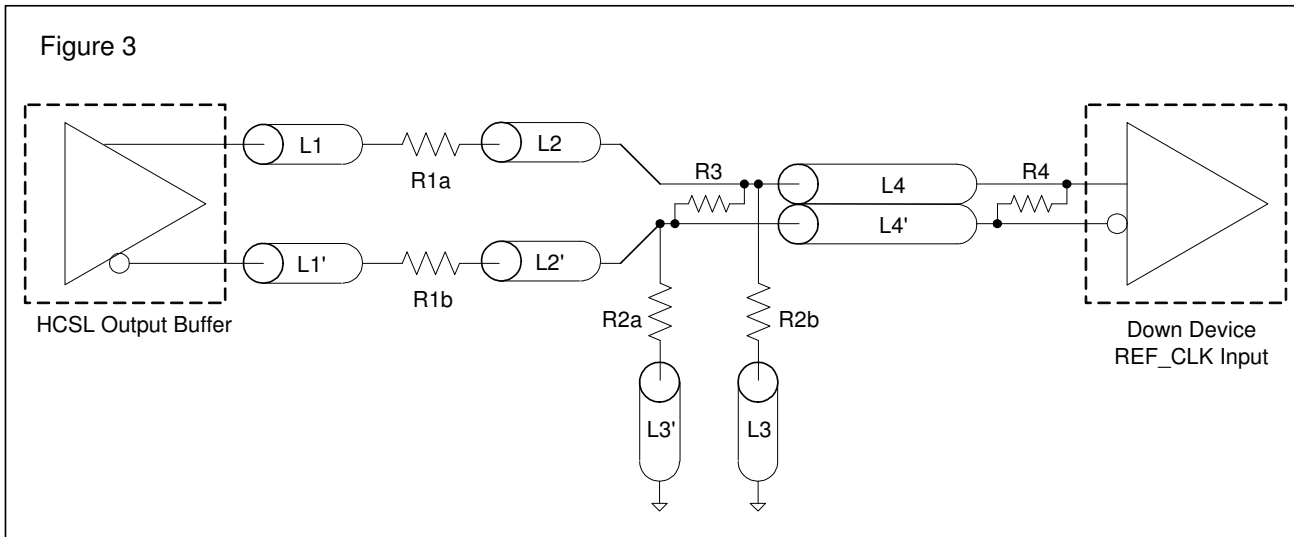 Figure 3
L1
R1a
L2
R3
L4
R4
L1'
R1b
L2'
L4'
HCSL Output Buffer
R2a
R2b
Down Device
REF_CLK Input
L3'
L3